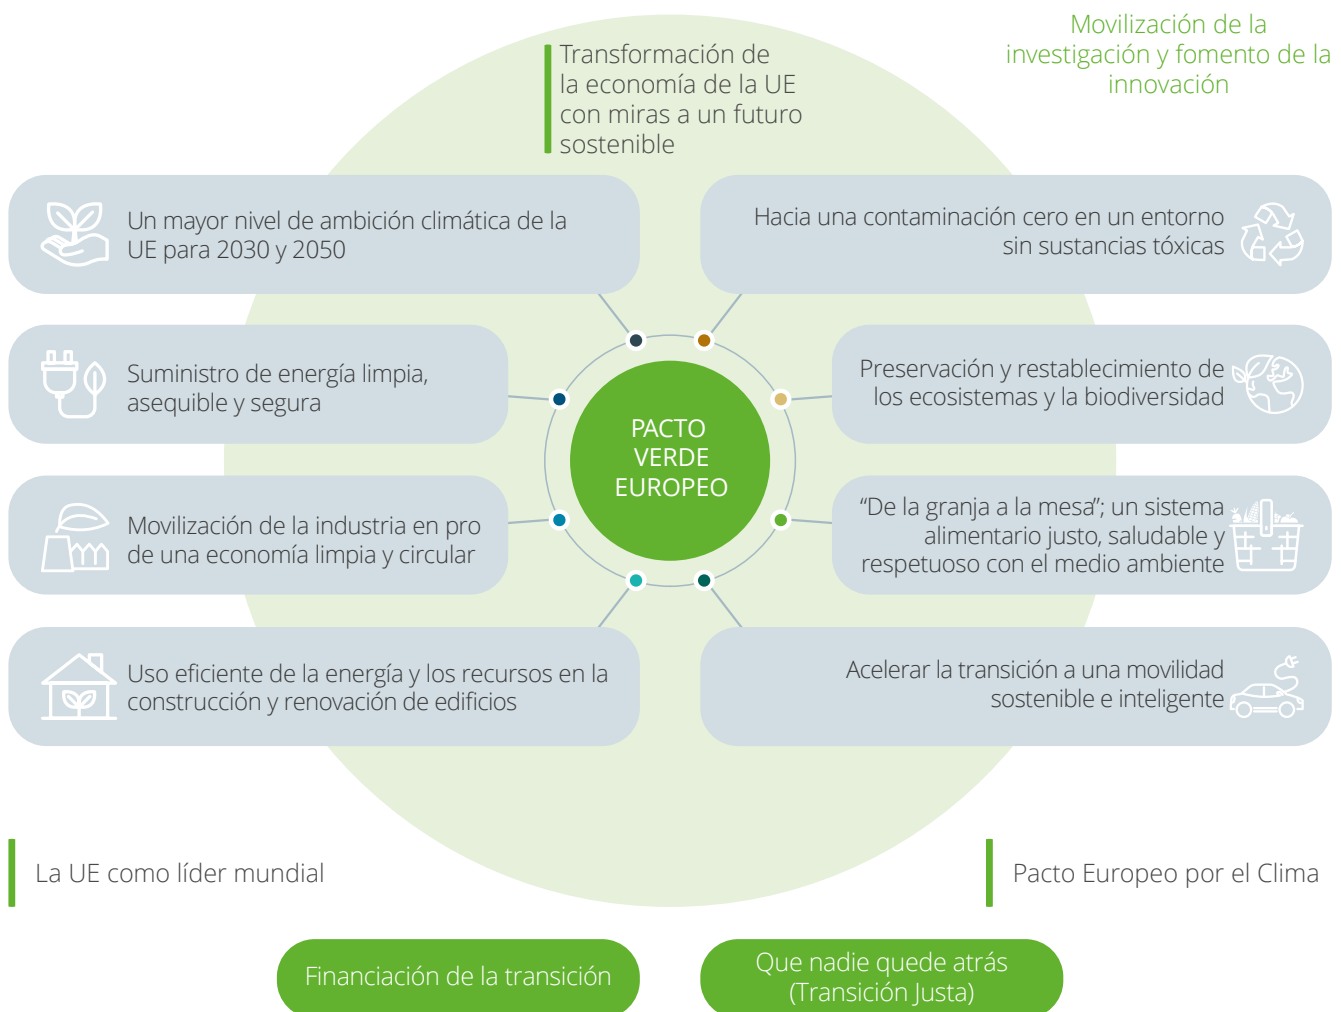 Movilización de la
investigación y fomento de la
innovación
Transformación de
la economía de la UE
con miras a un futuro
sostenible
Un mayor nivel de ambición climática de la
UE para 2030 y 2050
Hacia una contaminación cero en un entorno
sin sustancias tóxicas
Suministro de energía limpia,
asequible y segura
Preservación y restablecimiento de
los ecosistemas y la biodiversidad
PACTO
VERDE
EUROPEO
Movilización de la industria en pro
de una economía limpia y circular
“De la granja a la mesa”; un sistema
alimentario justo, saludable y
respetuoso con el medio ambiente
Uso eficiente de la energía y los recursos en la
construcción y renovación de edificios
Acelerar la transición a una movilidad
sostenible e inteligente
La UE como líder mundial
Pacto Europeo por el Clima
Financiación de la transición
Que nadie quede atrás
(Transición Justa)